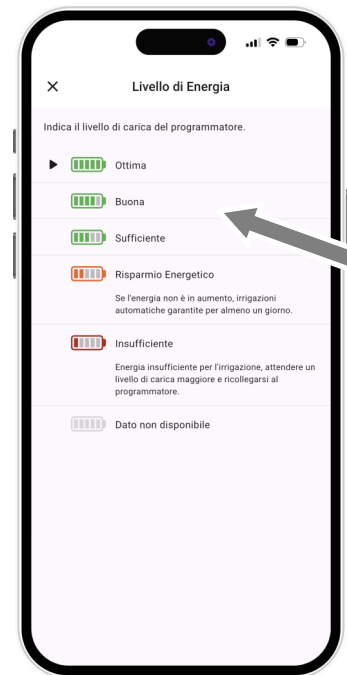 Livello di Energia
Indica il livello di carica del programmatore.
Ottima
Buona
Sufficiente
Risparmio Energetico
Se l'energia non è in aumento, irrigazioni
automatiche garantite per almeno un giorno.
Insufficiente
Energia insufficiente per l'irrigazione, attendere un
livello di carica maggiore e ricollegarsi al
programmatore.
Dato non disponibile